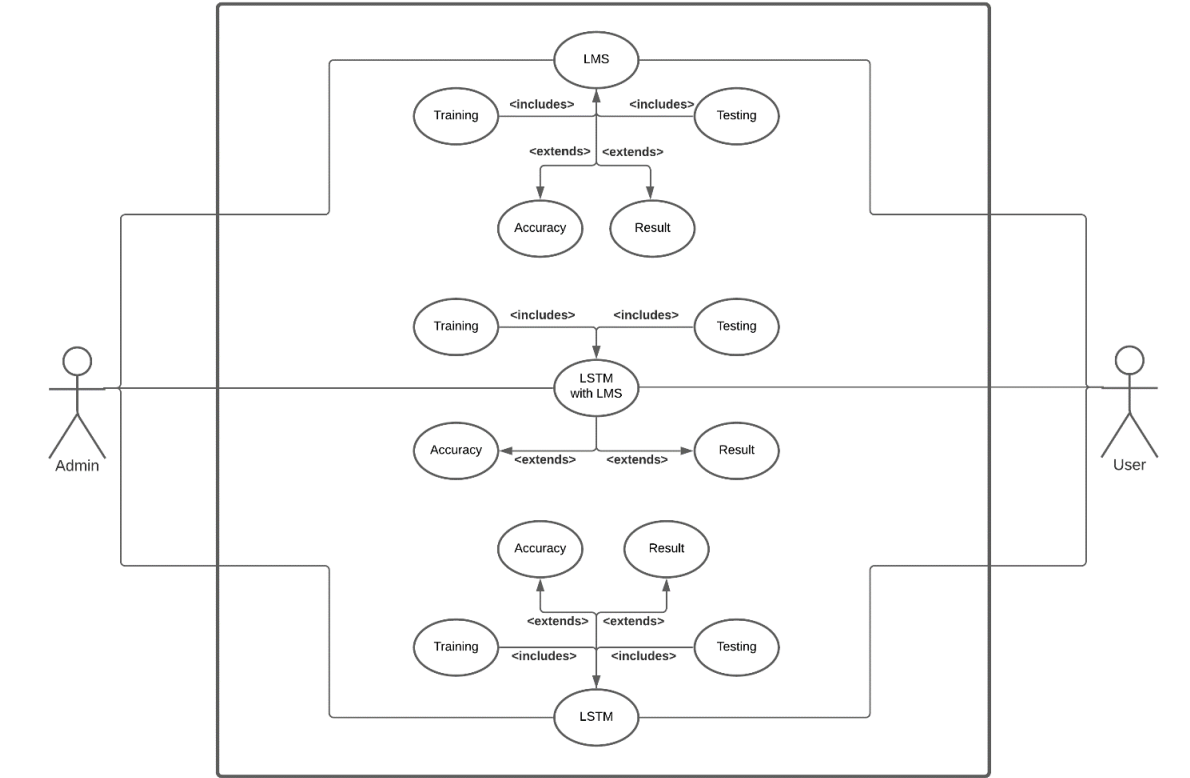 LMS
Training
<includes>
<includes>
Testing
<extends>
<extends>
Accuracy
Result
Training
<includes>
<includes>
Testing
LSTM
with LMS
Admin
User
Accuracy
<extends>
<extends>
Result
Accuracy
Result
<extends>
<extends>
Training
<includes>
<includes>
Testing
LSTM